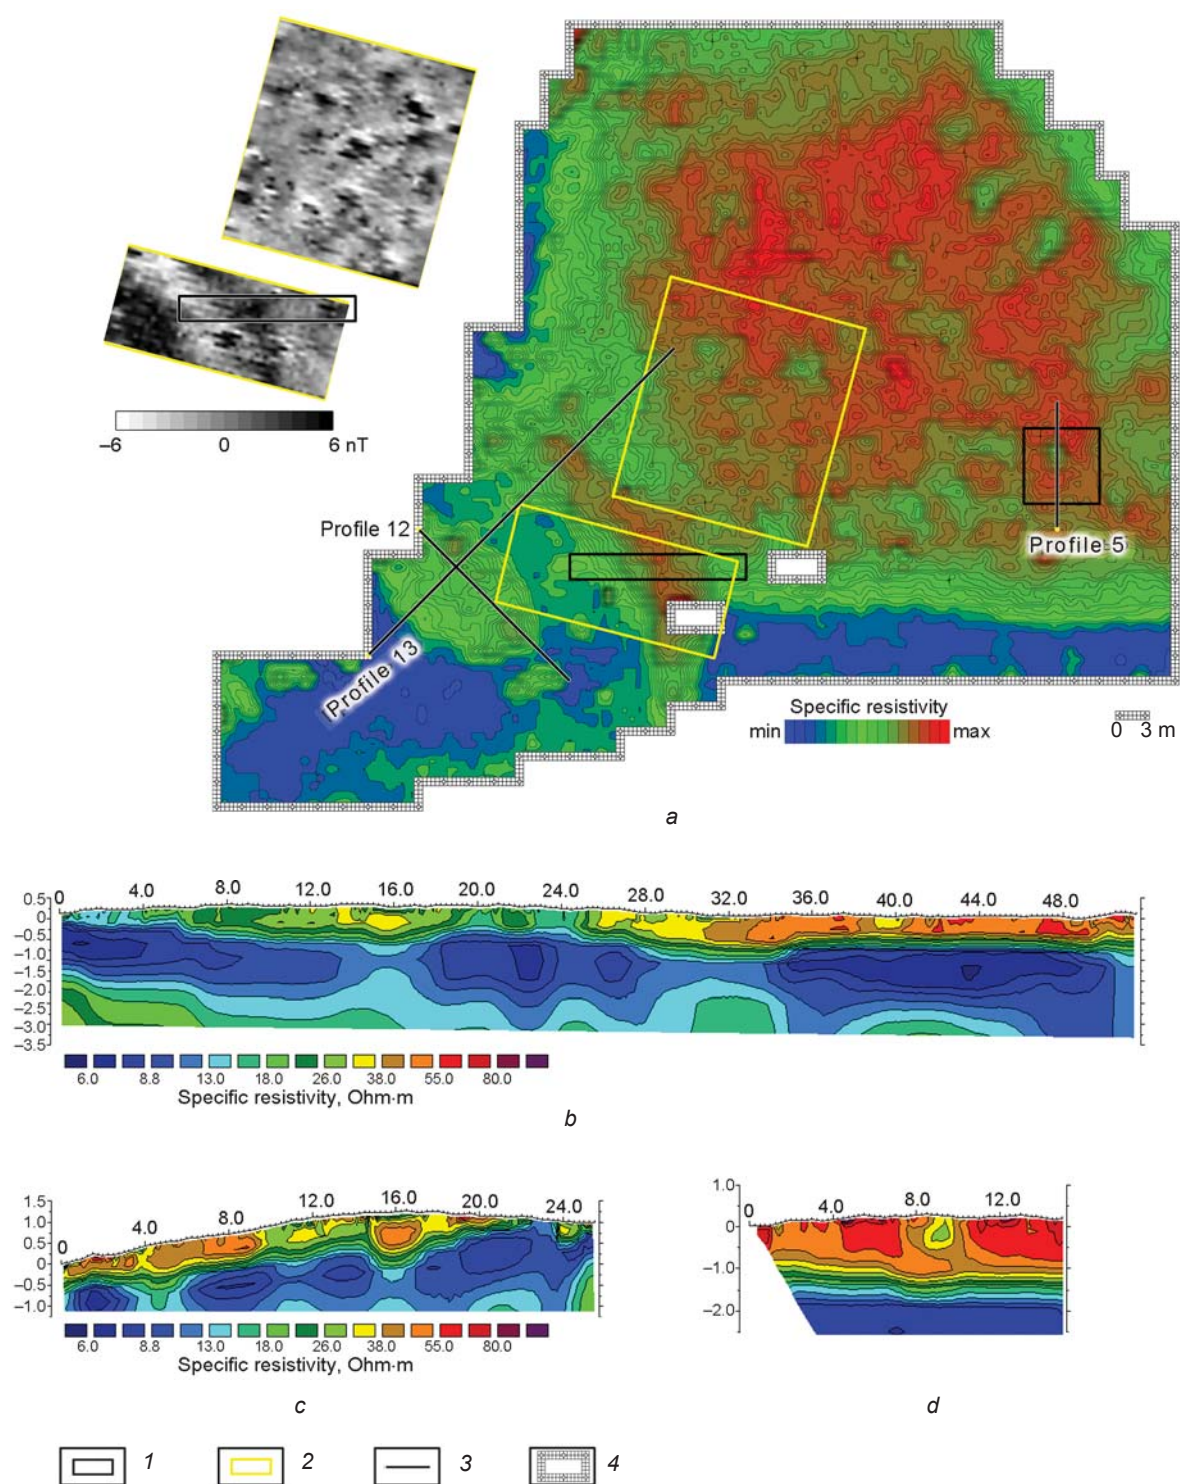 –6 0 6 nT
Profile 12
Profile 13
Profile 5
Specific resistivity
min max
0 3 m
a
0 4.0 8.0 12.0 16.0 20.0 24.0 28.0 32.0 36.0 40.0 44.0 48.0
0.5
0
–0.5
–1.0
–1.5
–2.0
–2.5
–3.0
–3.5
6.0 8.8 13.0 18.0 26.0 38.0 55.0 80.0
Specific resistivity, Ohm·m
b
0 4.0 8.0 12.0 16.0 20.0 24.0
1.5
1.0
0.5
0
–0.5
–1.0
6.0 8.8 13.0 18.0 26.0 38.0 55.0 80.0
Specific resistivity, Ohm·m
c
0 4.0 8.0 12.0
1.0
0
–1.0
–2.0
d
1 2 3 4